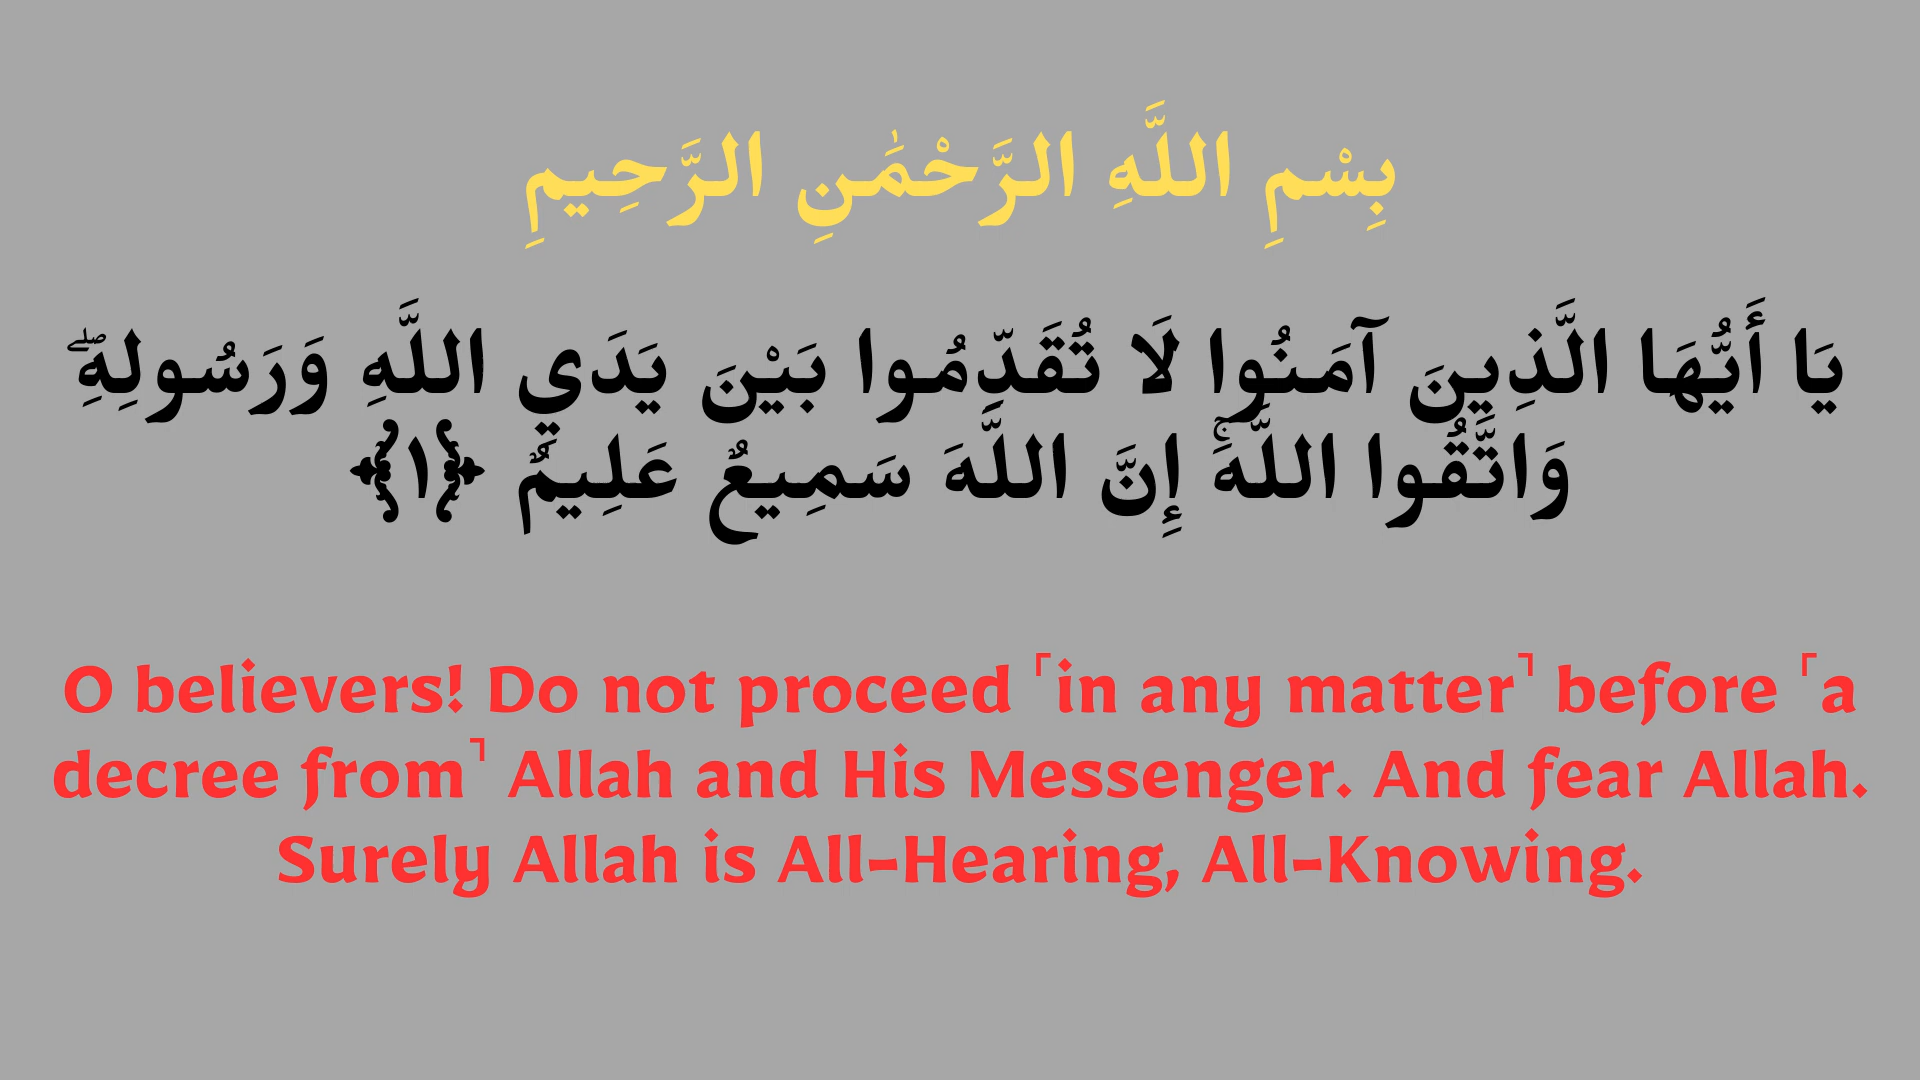 بِسْمِ اللَّهِ الرَّحْمَٰنِ الرَّحِيمِ
يَا أَيُّهَا الَّذِينَ آمَنُوا لَا تُقَدِّمُوا بَيْنَ يَدَيِ اللَّهِ وَرَسُولِهِ ۖ
وَاتَّقُوا اللَّهَ ۚ إِنَّ اللَّهَ سَمِيعٌ عَلِيمٌ ﴿١﴾
O believers! Do not proceed ˹in any matter˺ before ˹a
decree from˺ Allah and His Messenger. And fear Allah.
Surely Allah is All-Hearing, All-Knowing.